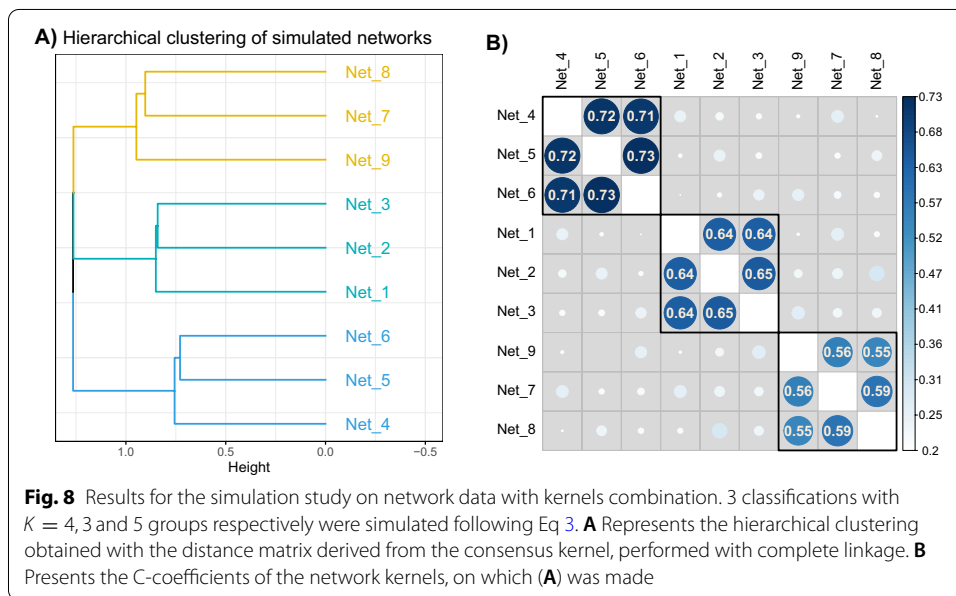 A) Hierarchical clustering of simulated networks
Net_8
Net_7
Net_9
Net_3
Net_2
Net_1
Net_6
Net_5
Net_4
1.0 0.5 0.0 −0.5
Height
B)
Net_4 Net_5 Net_6 Net_1 Net_2 Net_3 Net_9 Net_7 Net_8
Net_4 0.72 0.71
Net_5 0.72 0.73
Net_6 0.71 0.73
Net_1 0.64 0.64
Net_2 0.64 0.65
Net_3 0.64 0.65
Net_9 0.56 0.55
Net_7 0.56 0.59
Net_8 0.55 0.59
0.73
0.68
0.63
0.57
0.52
0.47
0.41
0.36
0.31
0.25
0.2
Fig. 8 Results for the simulation study on network data with kernels combination. 3 classifications with
K = 4, 3 and 5 groups respectively were simulated following Eq 3. A Represents the hierarchical clustering
obtained with the distance matrix derived from the consensus kernel, performed with complete linkage. B
Presents the C-coefficients of the network kernels, on which (A) was made